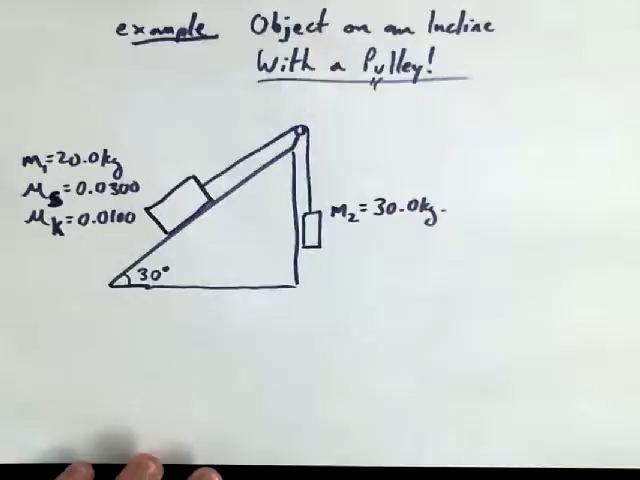 example Object on an Incline
With a Pulley!
m₁=20.0kg
μs=0.0300
μk=0.0100
m₂=30.0kg.
30°